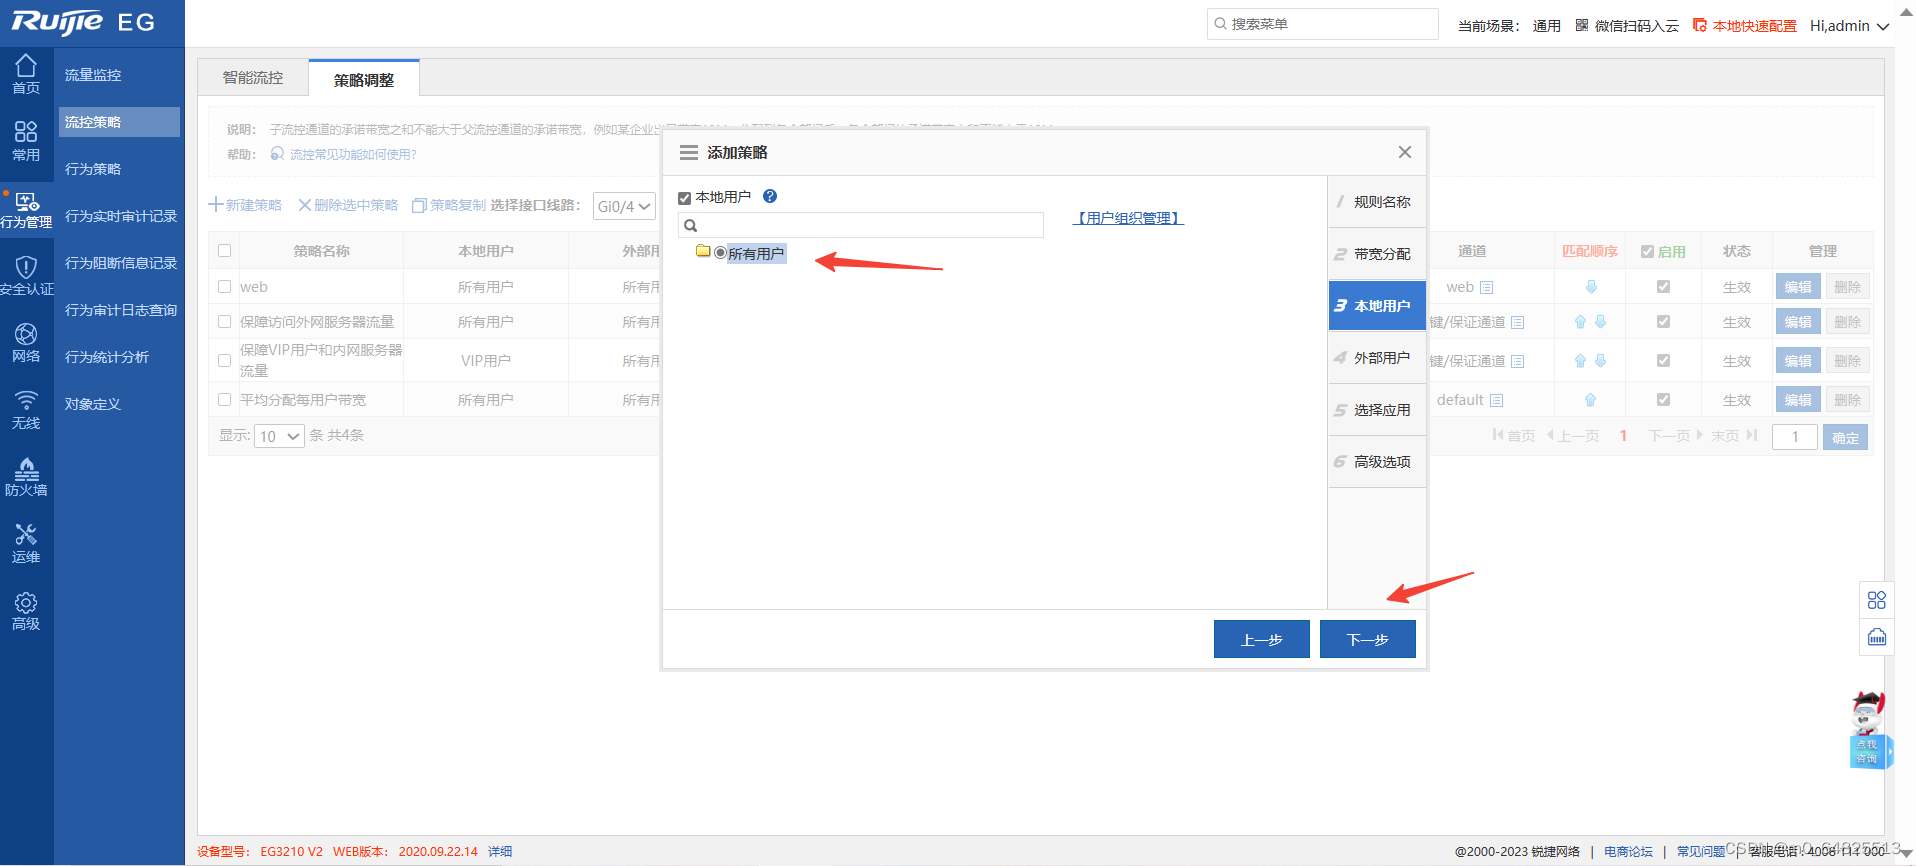 Ruijie EG
搜索菜单
当前场景： 通用 微信扫码入云 本地快速配置 Hi,admin
首页
常用
行为管理
安全认证
网络
无线
防火墙
运维
高级
流量监控
流控策略
行为策略
行为实时审计记录
行为阻断信息记录
行为审计日志查询
行为统计分析
对象定义
智能流控 策略调整
说明： 子流控通道的承诺带宽之和不能大于父流控通道的承诺带宽，例如某企业出
帮助： 流控常见功能如何使用?
新建策略 删除选中策略 策略复制 选择接口线路： Gi0/4
策略名称 本地用户 外部用 通道 匹配顺序 启用 状态 管理
web 所有用户 所有用 web 生效 编辑 删除
保障访问外网服务器流量 所有用户 所有用 键/保证通道 生效 编辑 删除
保障VIP用户和内网服务器
流量 VIP用户 所有用 键/保证通道 生效 编辑 删除
平均分配每用户带宽 所有用户 所有用 default 生效 编辑 删除
显示: 10 条 共4条 首页 上一页 1 下一页 末页 1 确定
添加策略
本地用户
【用户组织管理】
所有用户
1 规则名称
2 带宽分配
3 本地用户
4 外部用户
5 选择应用
6 高级选项
上一步 下一步
点我
咨询
设备型号： EG3210 V2 WEB版本： 2020.09.22.14 详细
@2000-2023 锐捷网络 | 电商论坛 | 常见问题 | 客服电话：4008 111 000
CSDN @m0_64825513